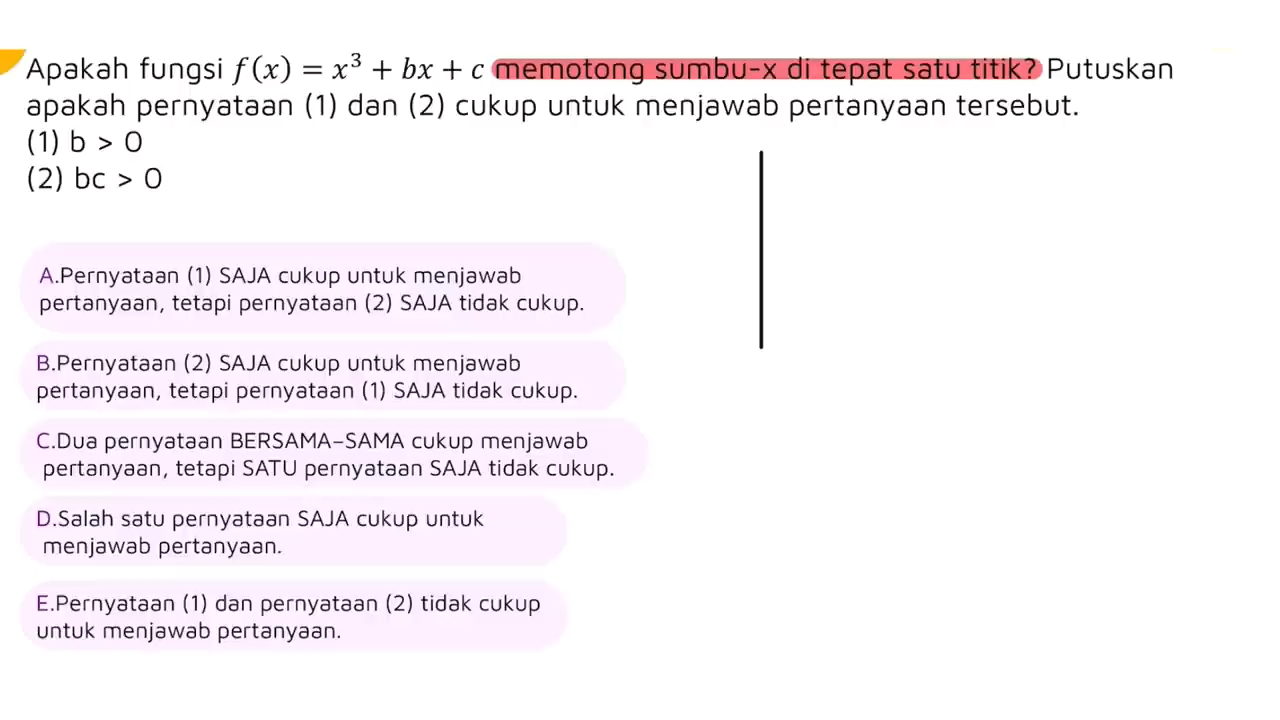 Apakah fungsi f(x) = x³ + bx + c memotong sumbu-x di tepat satu titik? Putuskan
apakah pernyataan (1) dan (2) cukup untuk menjawab pertanyaan tersebut.
(1) b > 0
(2) bc > 0
A.Pernyataan (1) SAJA cukup untuk menjawab
pertanyaan, tetapi pernyataan (2) SAJA tidak cukup.
B.Pernyataan (2) SAJA cukup untuk menjawab
pertanyaan, tetapi pernyataan (1) SAJA tidak cukup.
C.Dua pernyataan BERSAMA-SAMA cukup menjawab
pertanyaan, tetapi SATU pernyataan SAJA tidak cukup.
D.Salah satu pernyataan SAJA cukup untuk
menjawab pertanyaan.
E.Pernyataan (1) dan pernyataan (2) tidak cukup
untuk menjawab pertanyaan.